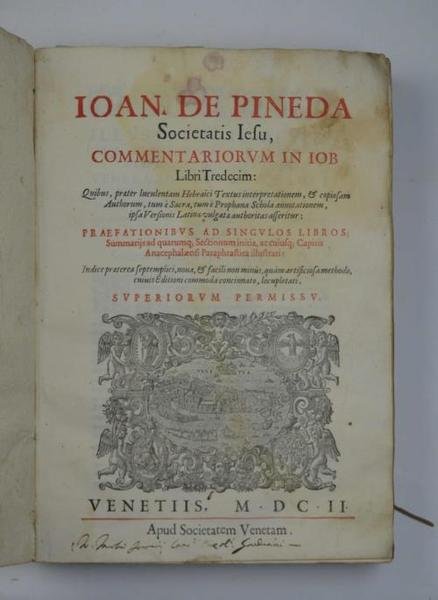 IOAN. DE PINEDA
Societatis Iesu,
COMMENTARIORVM IN IOB
Libri Tredecim:
Quibus, præter luculentam Hebraici Textus interpretationem, & copiosam
Authorum, tum è Sacra, tum è Prophana Schola annotationem,
ipsa Versionis Latinæ vulgatæ authoritas asseritur:
PRAEFATIONIBVS AD SINGVLOS LIBROS;
Summarijs ad quarumq; Sectionum initia, ac cuiusq; Capitis
Anacephalæosi Paraphrastica illustrati:
Indice præterea septemplici, noua, & facili non minùs, quàm artificiosa methodo,
cuiuis Editioni commoda concinnato, locupletati.
SVPERIORVM PERMISSV.
VENETIIS. M·DC·II
Apud Societatem Venetam.